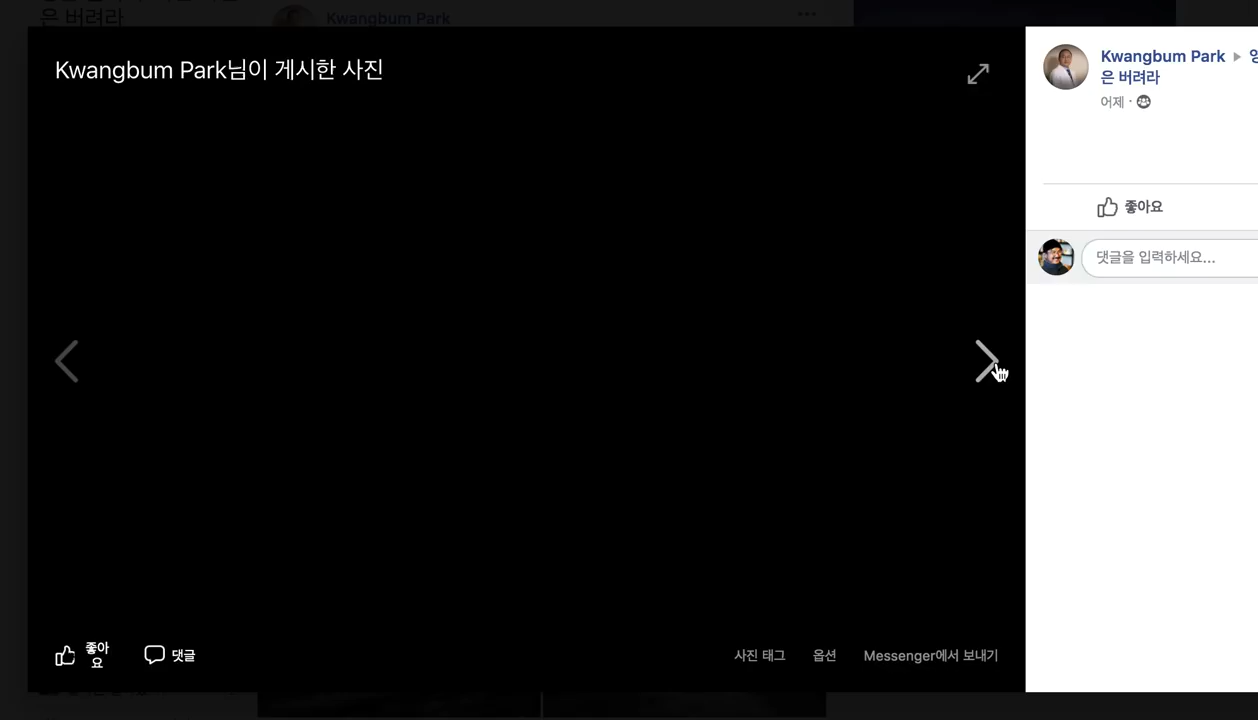 은 버려라
Kwangbum Park
Kwangbum Park님이 게시한 사진
Kwangbum Park
은 버려라
어제 ·
좋아요
댓글을 입력하세요...
좋아
요
댓글
사진 태그
옵션
Messenger에서 보내기